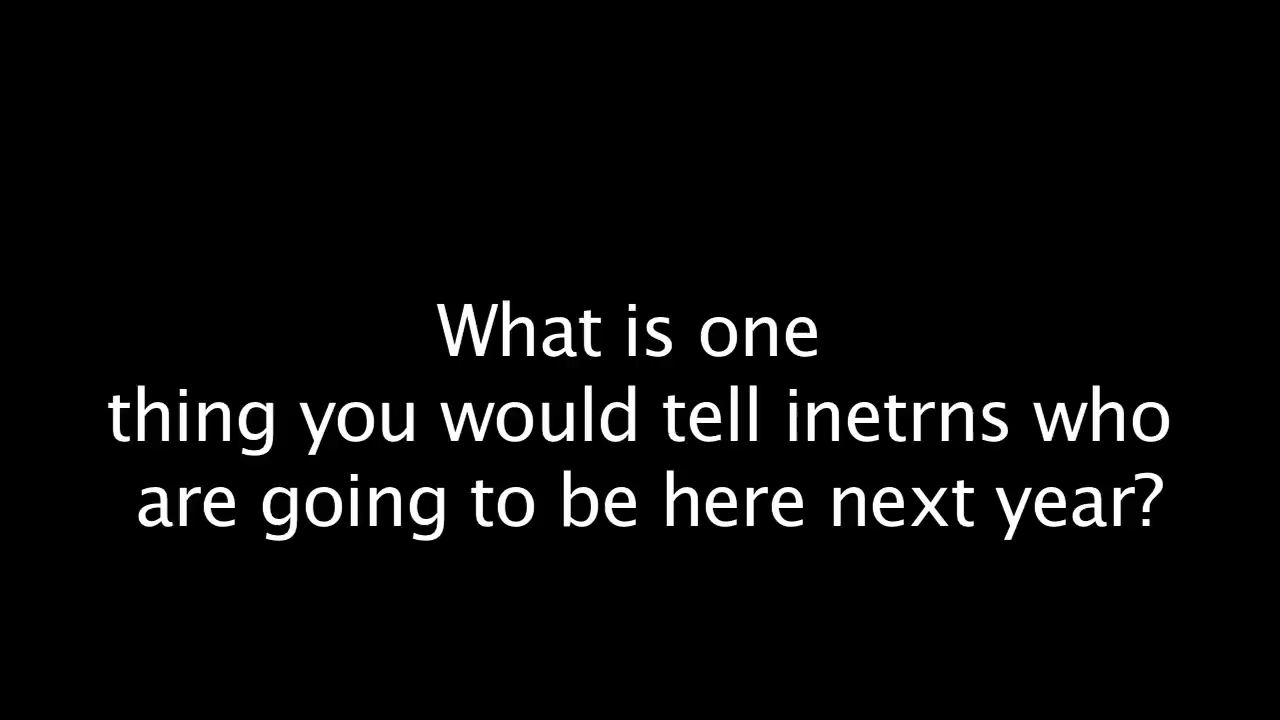 What is one
thing you would tell inetrns who
are going to be here next year?